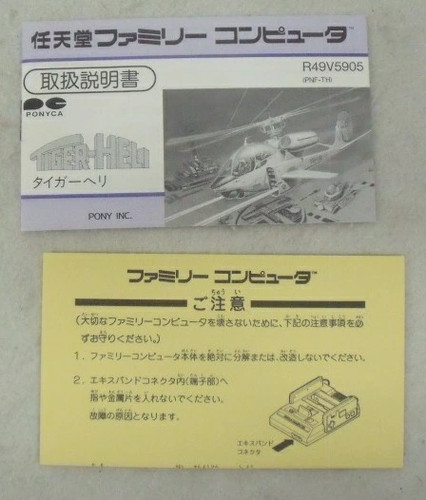 任天堂ファミリー コンピュータ™
取扱説明書
R49V5905
(PNF-TH)
PONYCA
TIGER-HELI
タイガーヘリ
PONY INC.
ファミリー コンピュータ™
ちゅうい
ご注意
(大切なファミリーコンピュータを壊さないために、下記の注意事項を必
ずお守りください。)
1. ファミリーコンピュータ本体を絶対に分解または、改造しないでください。
2. エキスパンドコネクタ内(端子部)へ
指や金属片を入れないでください。
故障の原因となります。
エキスパンド
コネクタ